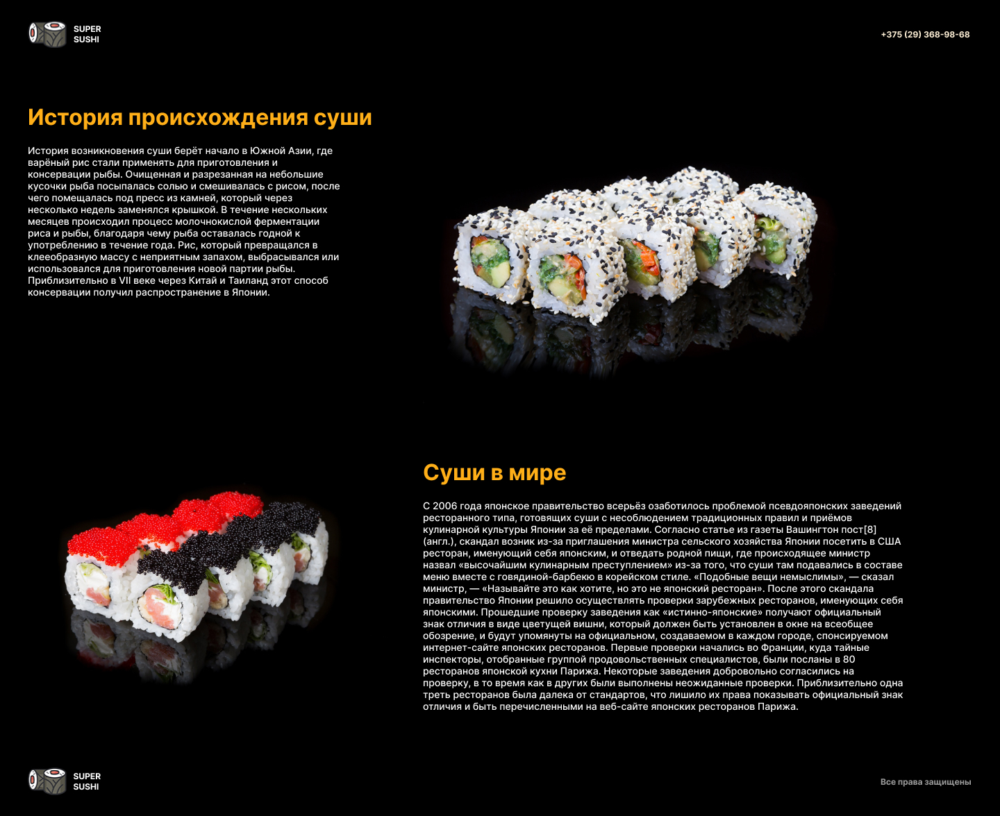 SUPER
SUSHI
+375 (29) 368-98-68
История происхождения суши
История возникновения суши берёт начало в Южной Азии, где
варёный рис стали применять для приготовления и
консервации рыбы. Очищенная и разрезанная на небольшие
кусочки рыба посыпалась солью и смешивалась с рисом, после
чего помещалась под пресс из камней, который через
несколько недель заменялся крышкой. В течение нескольких
месяцев происходил процесс молочнокислой ферментации
риса и рыбы, благодаря чему рыба оставалась годной к
употреблению в течение года. Рис, который превращался в
клееобразную массу с неприятным запахом, выбрасывался или
использовался для приготовления новой партии рыбы.
Приблизительно в VII веке через Китай и Таиланд этот способ
консервации получил распространение в Японии.
Суши в мире
С 2006 года японское правительство всерьёз озаботилось проблемой псевдояпонских заведений
ресторанного типа, готовящих суши с несоблюдением традиционных правил и приёмов
кулинарной культуры Японии за её пределами. Согласно статье из газеты Вашингтон пост[8]
(англ.), скандал возник из-за приглашения министра сельского хозяйства Японии посетить в США
ресторан, именующий себя японским, и отведать родной пищи, где происходящее министр
назвал «высочайшим кулинарным преступлением» из-за того, что суши там подавались в составе
меню вместе с говядиной-барбекю в корейском стиле. «Подобные вещи немыслимы», — сказал
министр, — «Называйте это как хотите, но это не японский ресторан». После этого скандала
правительство Японии решило осуществлять проверки зарубежных ресторанов, именующих себя
японскими. Прошедшие проверку заведения как «истинно-японские» получают официальный
знак отличия в виде цветущей вишни, который должен быть установлен в окне на всеобщее
обозрение, и будут упомянуты на официальном, создаваемом в каждом городе, спонсируемом
интернет-сайте японских ресторанов. Первые проверки начались во Франции, куда тайные
инспекторы, отобранные группой продовольственных специалистов, были посланы в 80
ресторанов японской кухни Парижа. Некоторые заведения добровольно согласились на
проверку, в то время как в других были выполнены неожиданные проверки. Приблизительно одна
треть ресторанов была далека от стандартов, что лишило их права показывать официальный знак
отличия и быть перечисленными на веб-сайте японских ресторанов Парижа.
SUPER
SUSHI
Все права защищены